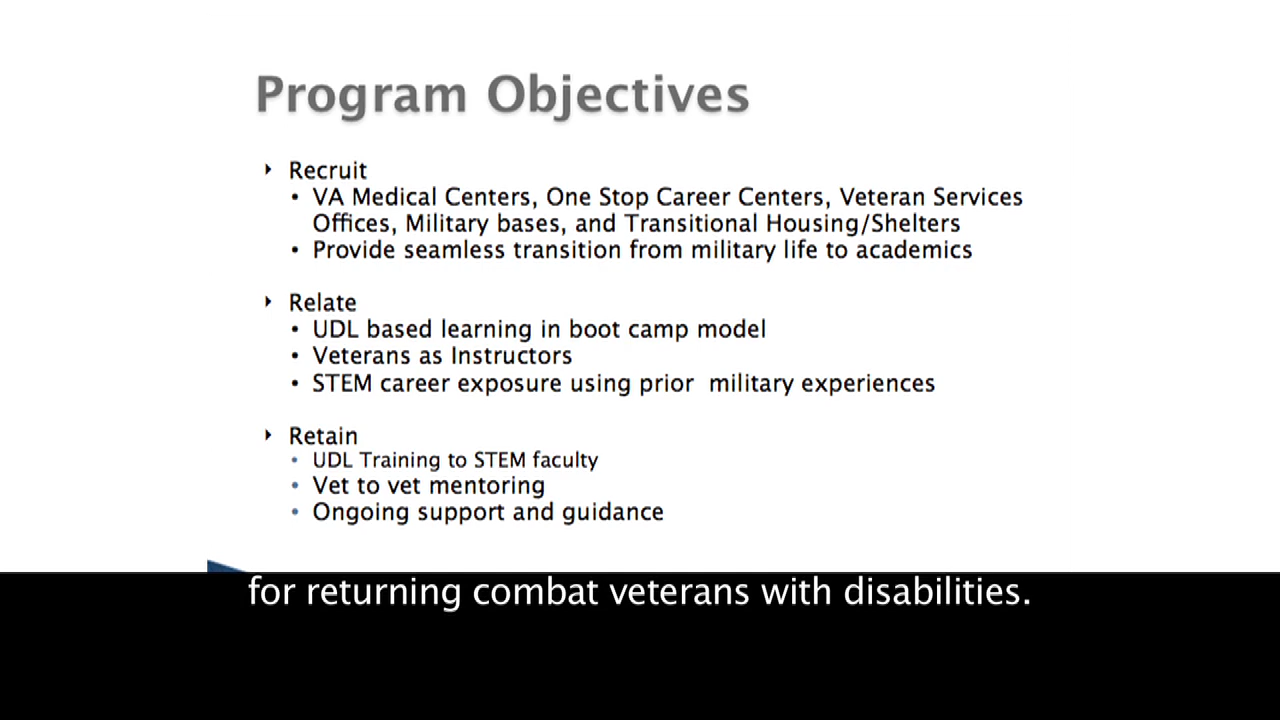 Program Objectives
Recruit
• VA Medical Centers, One Stop Career Centers, Veteran Services
Offices, Military bases, and Transitional Housing/Shelters
• Provide seamless transition from military life to academics
Relate
• UDL based learning in boot camp model
• Veterans as Instructors
• STEM career exposure using prior  military experiences
Retain
• UDL Training to STEM faculty
• Vet to vet mentoring
• Ongoing support and guidance
for returning combat veterans with disabilities.